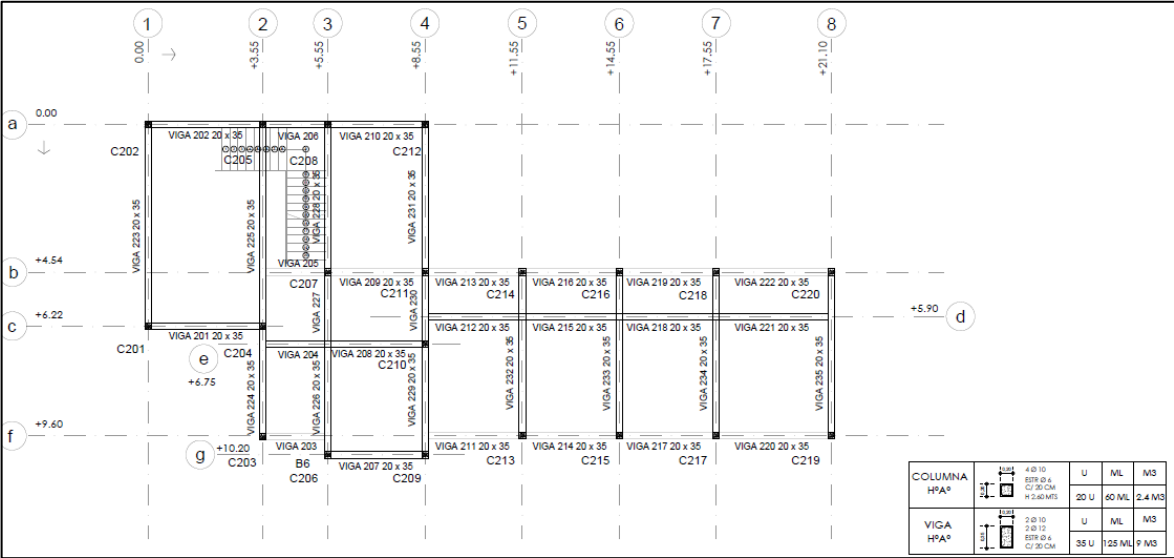 1 2 3 4 5 6 7 8
0.00 +3.55 +5.55 +8.55 +11.55 +14.55 +17.55 +21.10
a 0.00
VIGA 202 20 x 35 VIGA 206 VIGA 210 20 x 35
C202 C205 C208 C212
VIGA 223 20 x 35 VIGA 225 20 x 35 VIGA 228 20 x 35 VIGA 231 20 x 35
b +4.54
VIGA 205
C207
VIGA 209 20 x 35 VIGA 213 20 x 35 VIGA 216 20 x 35 VIGA 219 20 x 35 VIGA 222 20 x 35
C211 C214 C216 C218 C220
VIGA 227 VIGA 230
+5.90 d
c +6.22
VIGA 201 20 x 35 VIGA 212 20 x 35 VIGA 215 20 x 35 VIGA 218 20 x 35 VIGA 221 20 x 35
C201 C204
VIGA 204 VIGA 208 20 x 35
C210
e
+6.75
VIGA 224 20 x 35 VIGA 226 20 x 35 VIGA 229 20 x 35 VIGA 232 20 x 35 VIGA 233 20 x 35 VIGA 234 20 x 35 VIGA 235 20 x 35
f +9.60
VIGA 203 VIGA 211 20 x 35 VIGA 214 20 x 35 VIGA 217 20 x 35 VIGA 220 20 x 35
g +10.20
C203 B6 VIGA 207 20 x 35 C213 C215 C217 C219
C206 C209
COLUMNA HºAº
4 Ø 10
ESTR Ø 6
C/ 20 CM
H 2.60 MTS
U ML M3
20 U 60 ML 2.4 M3
VIGA HºAº
2 Ø 10
2 Ø 12
ESTR Ø 6
C/ 20 CM
U ML M3
35 U 125 ML 9 M3